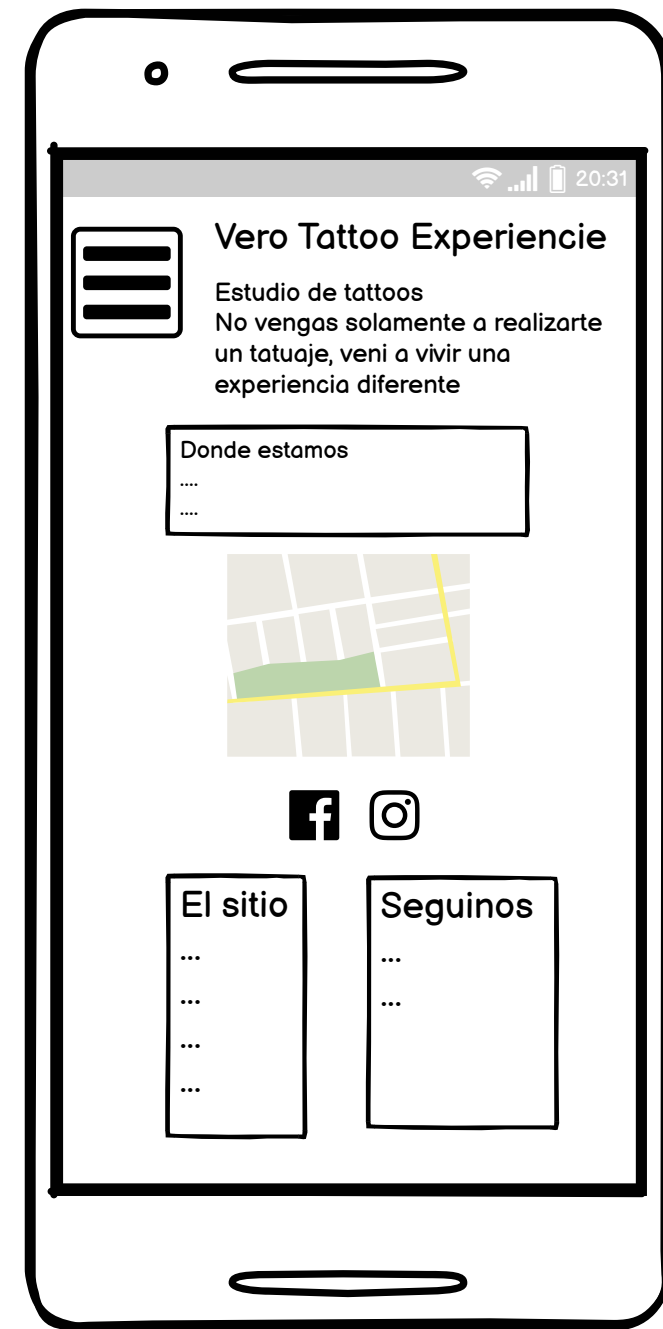 20:31
Vero Tattoo Experiencie
Estudio de tattoos
No vengas solamente a realizarte
un tatuaje, veni a vivir una
experiencia diferente
Donde estamos
....
....
El sitio
...
...
...
...
Seguinos
...
...